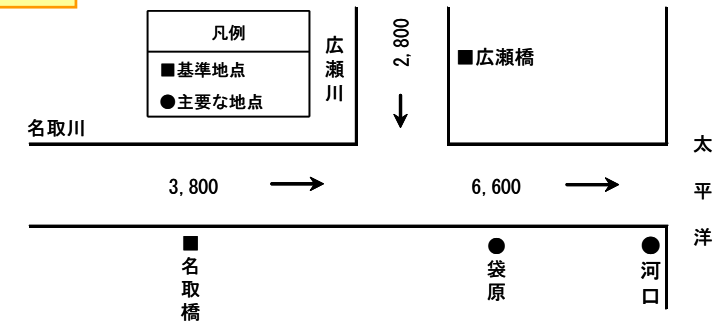 凡例
■基準地点
●主要な地点
広瀬川
2,800
■広瀬橋
名取川
太平洋
3,800
6,600
■名取橋
●袋原
●河口